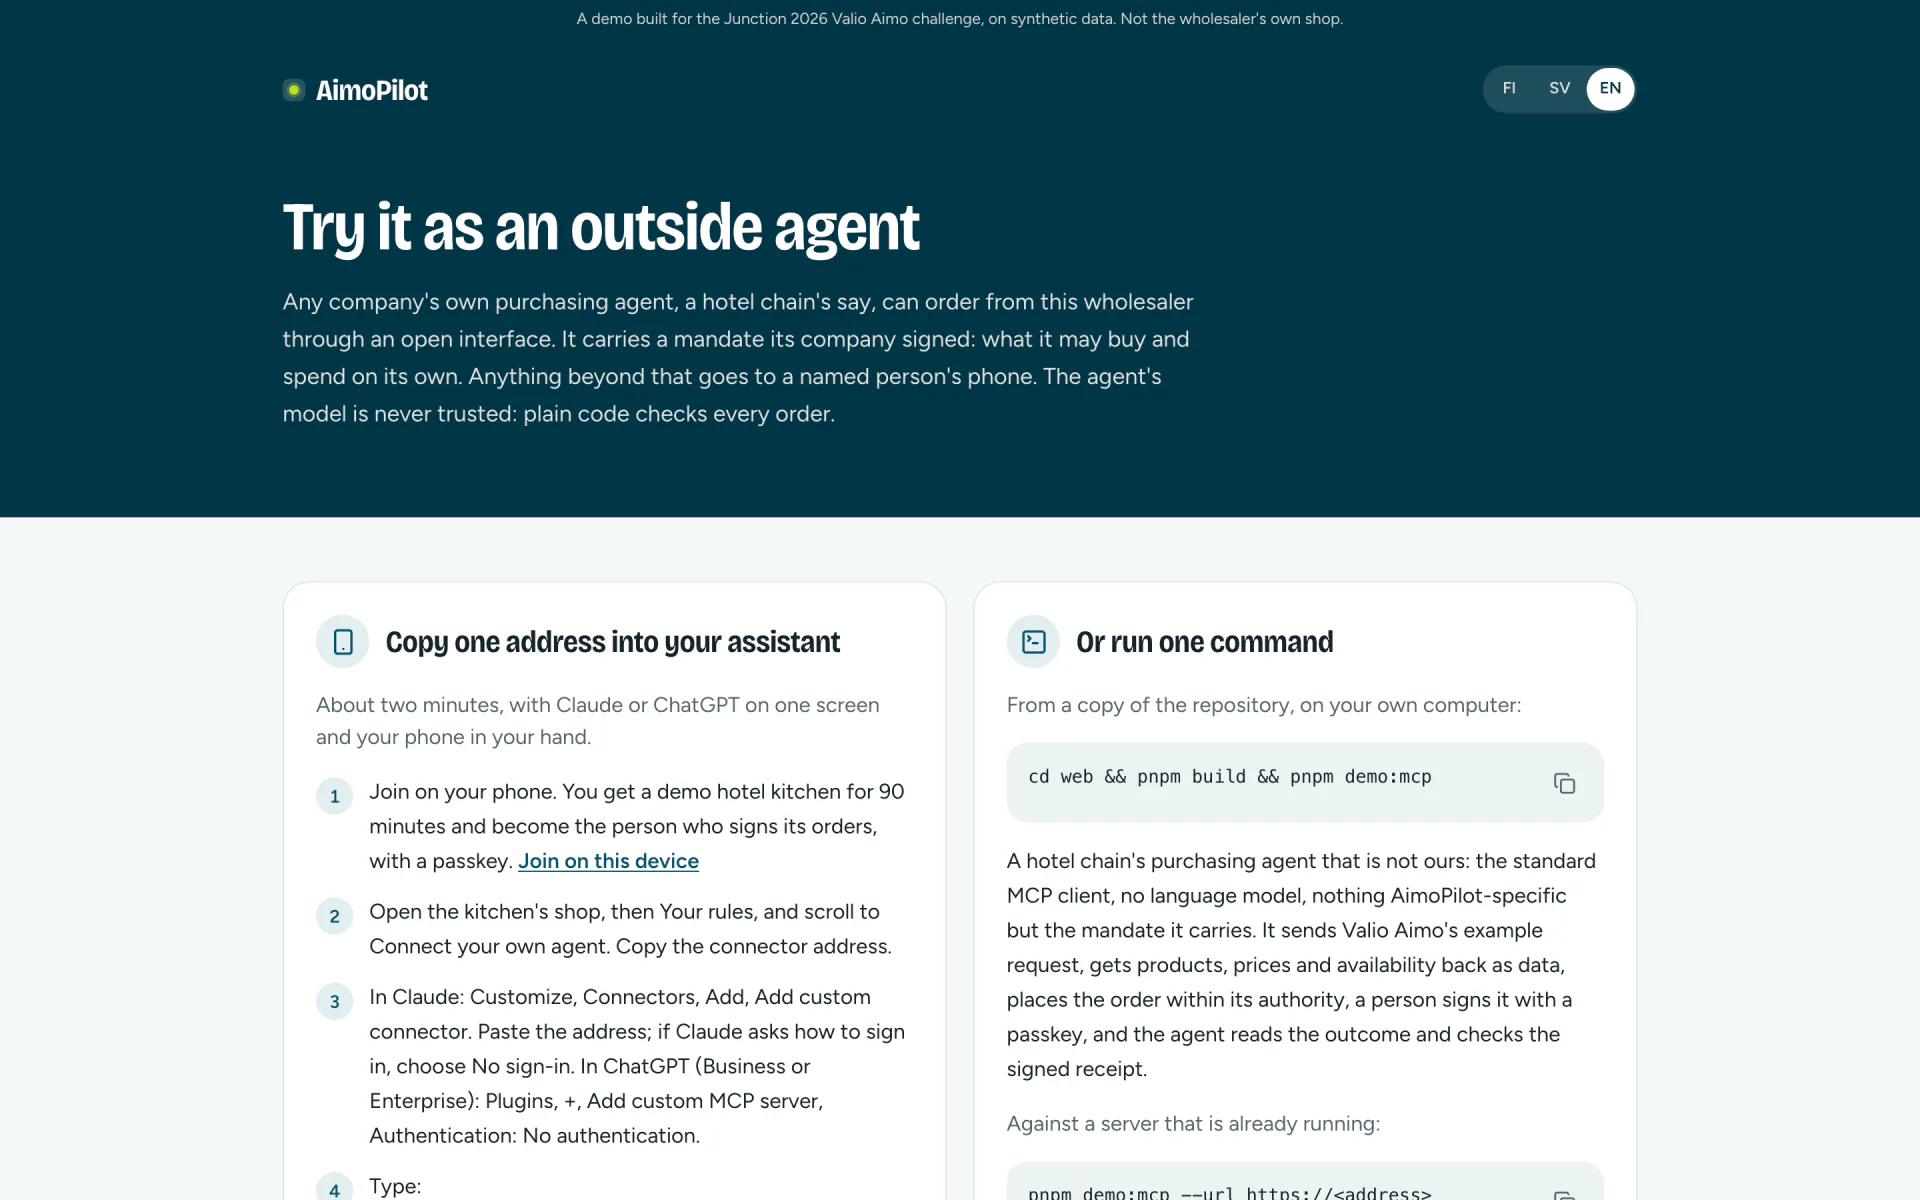 A demo built for the Junction 2026 Valio Aimo challenge, on synthetic data. Not the wholesaler's own shop.
AimoPilot
FI SV EN
Try it as an outside agent
Any company's own purchasing agent, a hotel chain's say, can order from this wholesaler
through an open interface. It carries a mandate its company signed: what it may buy and
spend on its own. Anything beyond that goes to a named person's phone. The agent's
model is never trusted: plain code checks every order.
Copy one address into your assistant
About two minutes, with Claude or ChatGPT on one screen
and your phone in your hand.
1 Join on your phone. You get a demo hotel kitchen for 90
minutes and become the person who signs its orders,
with a passkey. Join on this device
2 Open the kitchen's shop, then Your rules, and scroll to
Connect your own agent. Copy the connector address.
3 In Claude: Customize, Connectors, Add, Add custom
connector. Paste the address; if Claude asks how to sign
in, choose No sign-in. In ChatGPT (Business or
Enterprise): Plugins, +, Add custom MCP server,
Authentication: No authentication.
4 Type:
Or run one command
From a copy of the repository, on your own computer:
cd web && pnpm build && pnpm demo:mcp
A hotel chain's purchasing agent that is not ours: the standard
MCP client, no language model, nothing AimoPilot-specific
but the mandate it carries. It sends Valio Aimo's example
request, gets products, prices and availability back as data,
places the order within its authority, a person signs it with a
passkey, and the agent reads the outcome and checks the
signed receipt.
Against a server that is already running:
pnpm demo:mcp --url https://<address>